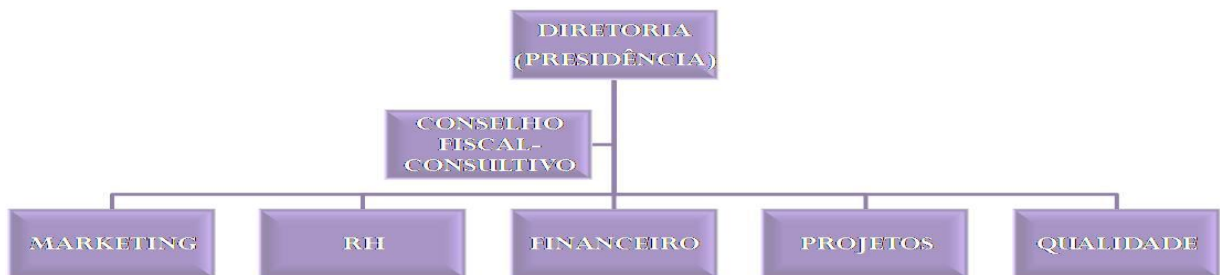 DIRETORIA
(PRESIDÊNCIA)
CONSELHO
FISCAL-
CONSULTIVO
MARKETING
RH
FINANCEIRO
PROJETOS
QUALIDADE